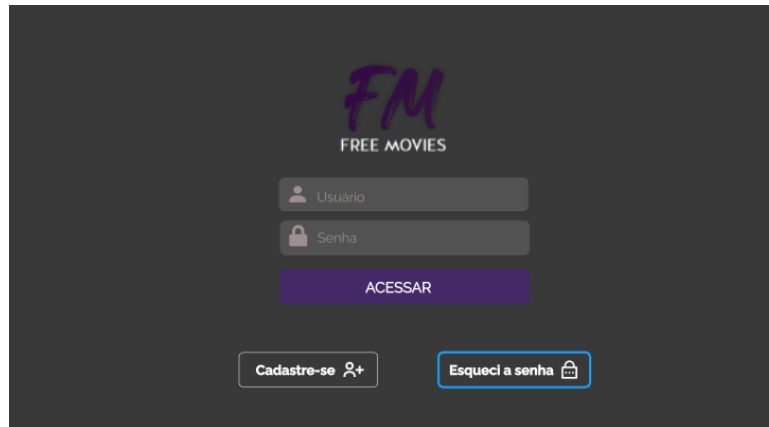 FM
FREE MOVIES
Usuário
Senha
ACESSAR
Cadastre-se
Esqueci a senha